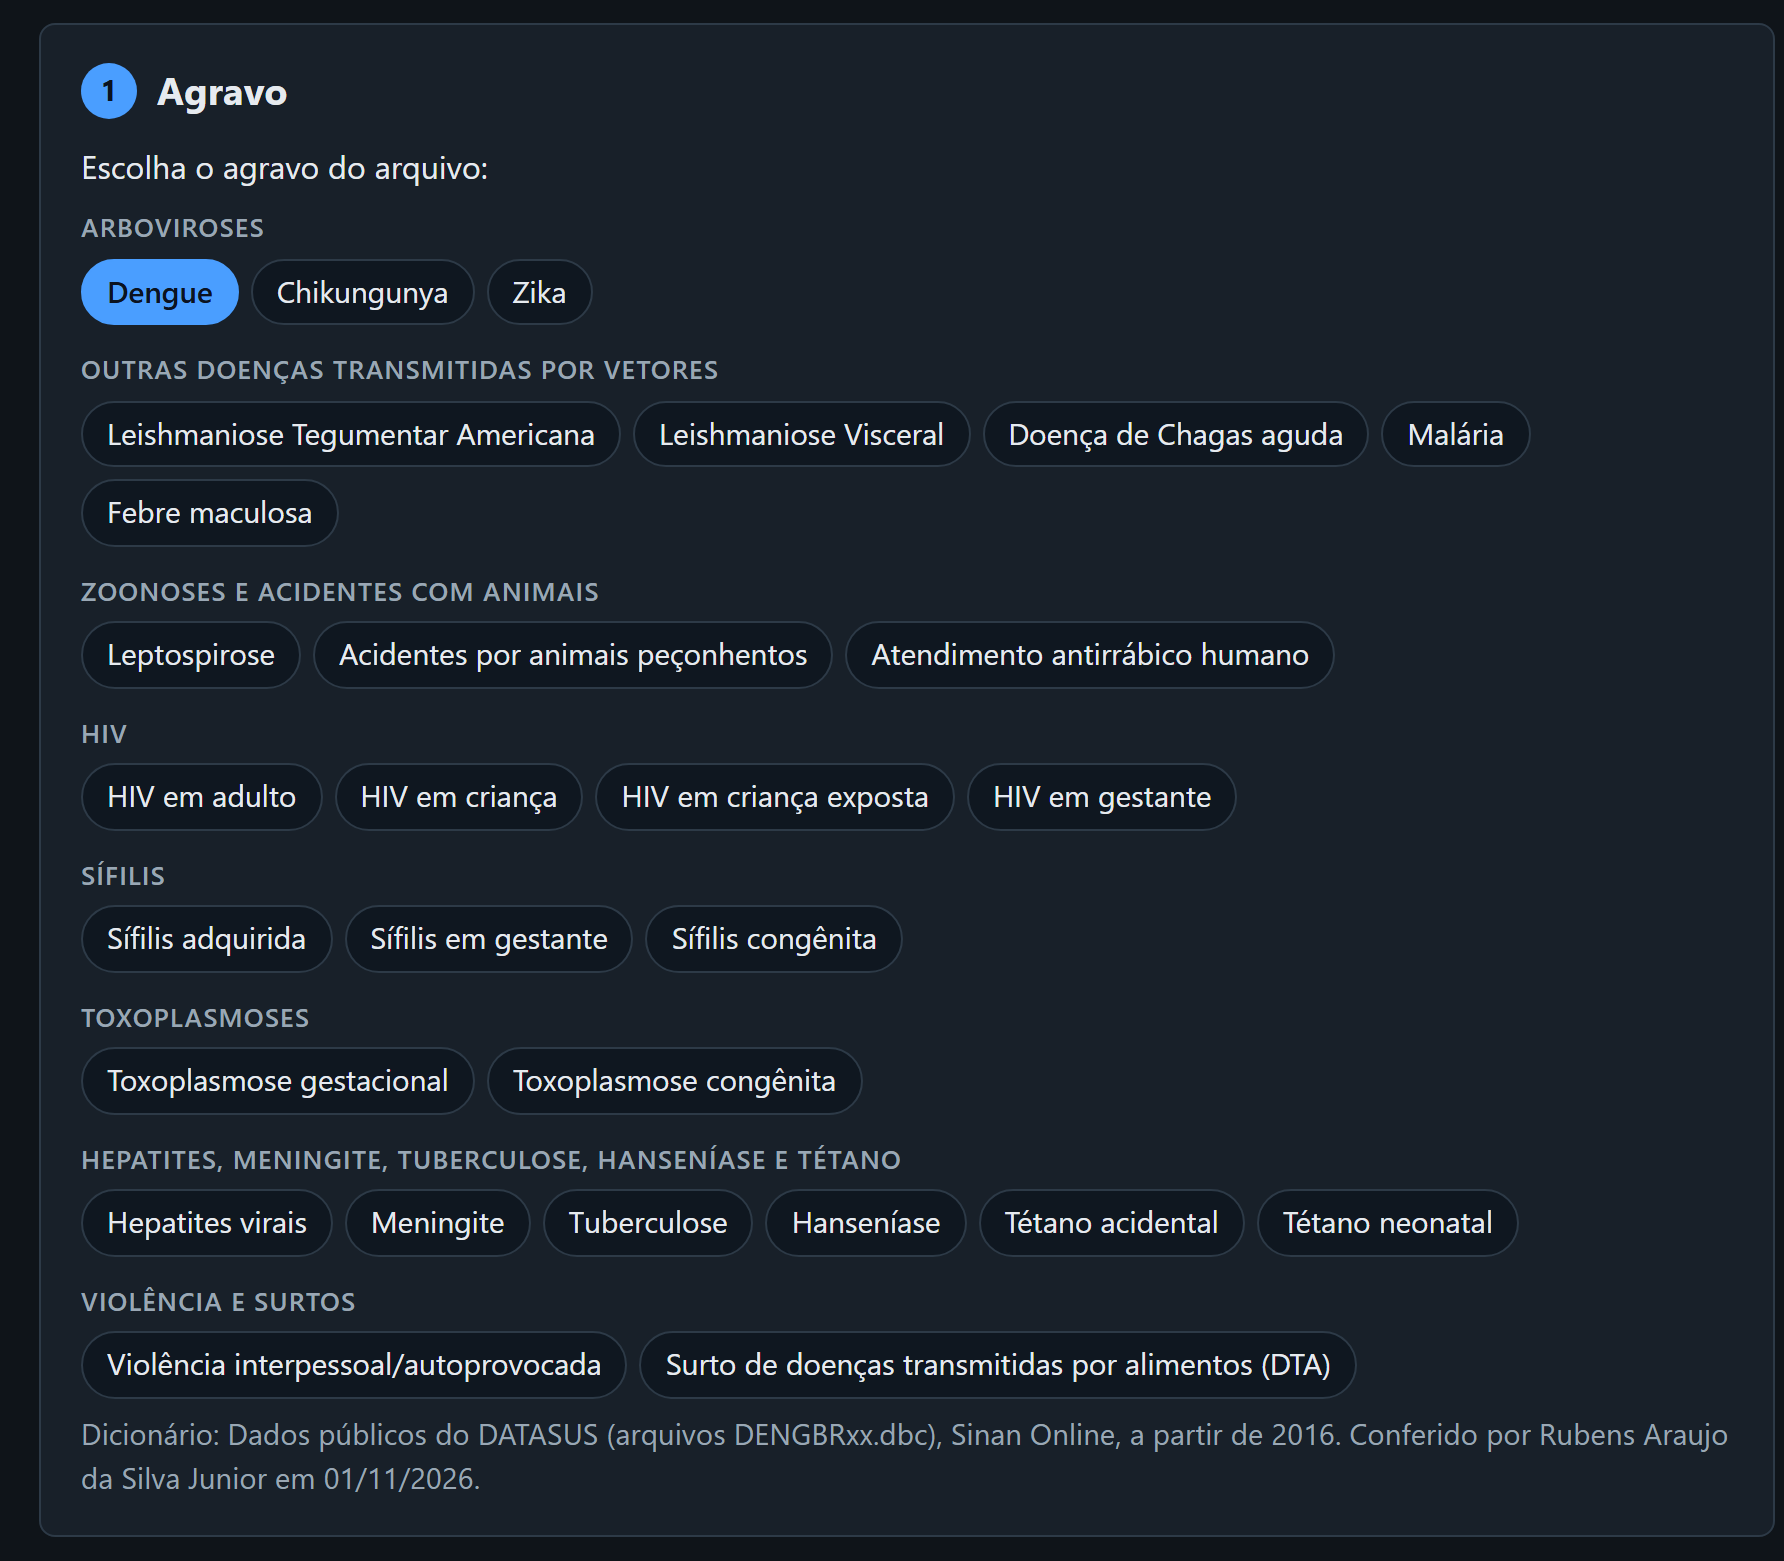 1 Agravo
Escolha o agravo do arquivo:
ARBOVIROSES
Dengue Chikungunya Zika
OUTRAS DOENÇAS TRANSMITIDAS POR VETORES
Leishmaniose Tegumentar Americana Leishmaniose Visceral Doença de Chagas aguda Malária
Febre maculosa
ZOONOSES E ACIDENTES COM ANIMAIS
Leptospirose Acidentes por animais peçonhentos Atendimento antirrábico humano
HIV
HIV em adulto HIV em criança HIV em criança exposta HIV em gestante
SÍFILIS
Sífilis adquirida Sífilis em gestante Sífilis congênita
TOXOPLASMOSES
Toxoplasmose gestacional Toxoplasmose congênita
HEPATITES, MENINGITE, TUBERCULOSE, HANSENÍASE E TÉTANO
Hepatites virais Meningite Tuberculose Hanseníase Tétano acidental Tétano neonatal
VIOLÊNCIA E SURTOS
Violência interpessoal/autoprovocada Surto de doenças transmitidas por alimentos (DTA)
Dicionário: Dados públicos do DATASUS (arquivos DENGBRxx.dbc), Sinan Online, a partir de 2016. Conferido por Rubens Araujo
da Silva Junior em 01/11/2026.